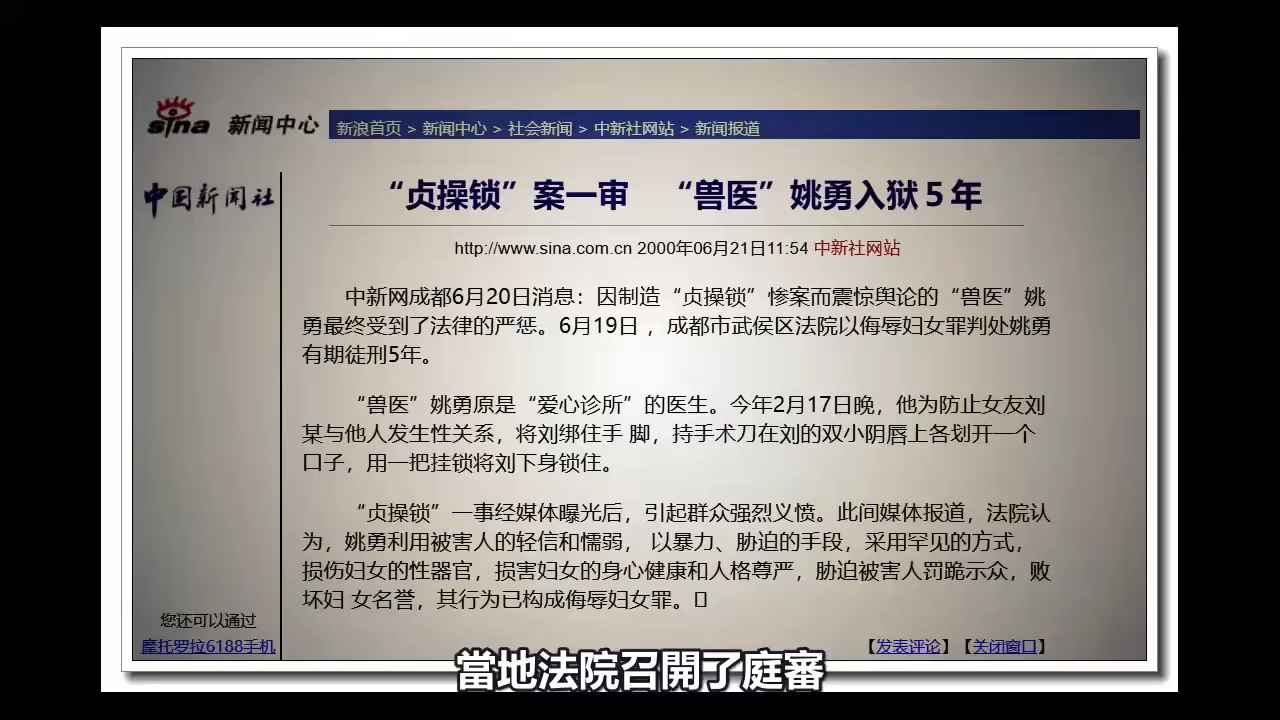 sina 新闻中心
新浪首页 > 新闻中心 > 社会新闻 > 中新社网站 > 新闻报道
中国新闻社
“贞操锁”案一审 “兽医”姚勇入狱５年
http://www.sina.com.cn 2000年06月21日11:54 中新社网站
中新网成都6月20日消息：因制造“贞操锁”惨案而震惊舆论的“兽医”姚
勇最终受到了法律的严惩。6月19日 ，成都市武侯区法院以侮辱妇女罪判处姚勇
有期徒刑5年。
“兽医”姚勇原是“爱心诊所”的医生。今年2月17日晚，他为防止女友刘
某与他人发生性关系，将刘绑住手 脚，持手术刀在刘的双小阴唇上各划开一个
口子，用一把挂锁将刘下身锁住。
“贞操锁”一事经媒体曝光后，引起群众强烈义愤。此间媒体报道，法院认
为，姚勇利用被害人的轻信和懦弱， 以暴力、胁迫的手段，采用罕见的方式，
损伤妇女的性器官，损害妇女的身心健康和人格尊严，胁迫被害人罚跪示众，败
坏妇 女名誉，其行为已构成侮辱妇女罪。
您还可以通过
摩托罗拉6188手机
【发表评论】【关闭窗口】
當地法院召開了庭審